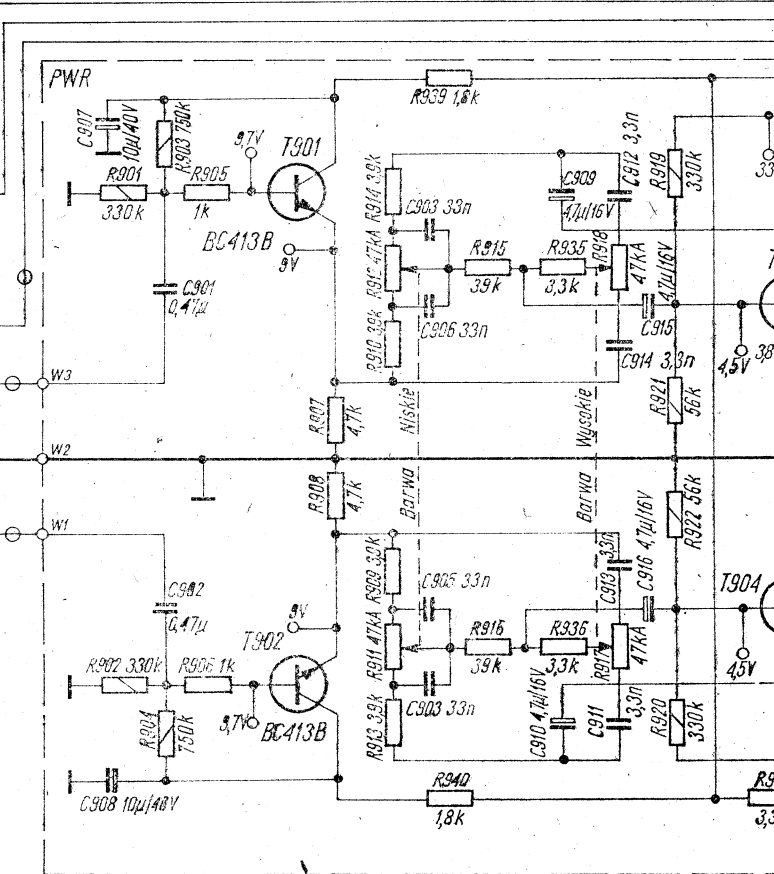 PWR
R939 1,8k
C907
10µ/40V
R903 750k
9,7V
T901
R901
330k
R905
1k
BC413B
9V
C901
0,47µ
R914 3,9k
C903 33n
R912 47kA
C906 33n
R910 3,9k
R915
39k
R935
3,3k
C909
47µ/16V
C912 3,3n
R918
47kA
C914 3,3n
R919
330k
4,7µ/16V
C915
4,5V
3,8
R921
56k
W3
R907
4,7k
Niskie
Wysokie
W2
R908
4,7k
Barwa
Barwa
W1
C902
0,47µ
9V
T902
R902 330k
R906 1k
9,7V
BC413B
R904
750k
C908 10µ/40V
R909
C905 33n
R911 47kA
C903 33n
R913 3,9k
R916
39k
R936
3,3k
3,3n
C913
C916 4,7µ/16V
R922 56k
T904
4,5V
R917
47kA
C910 4,7µ/16V
C911
3,3n
R920
330k
R940
1,8k
R9
3,3